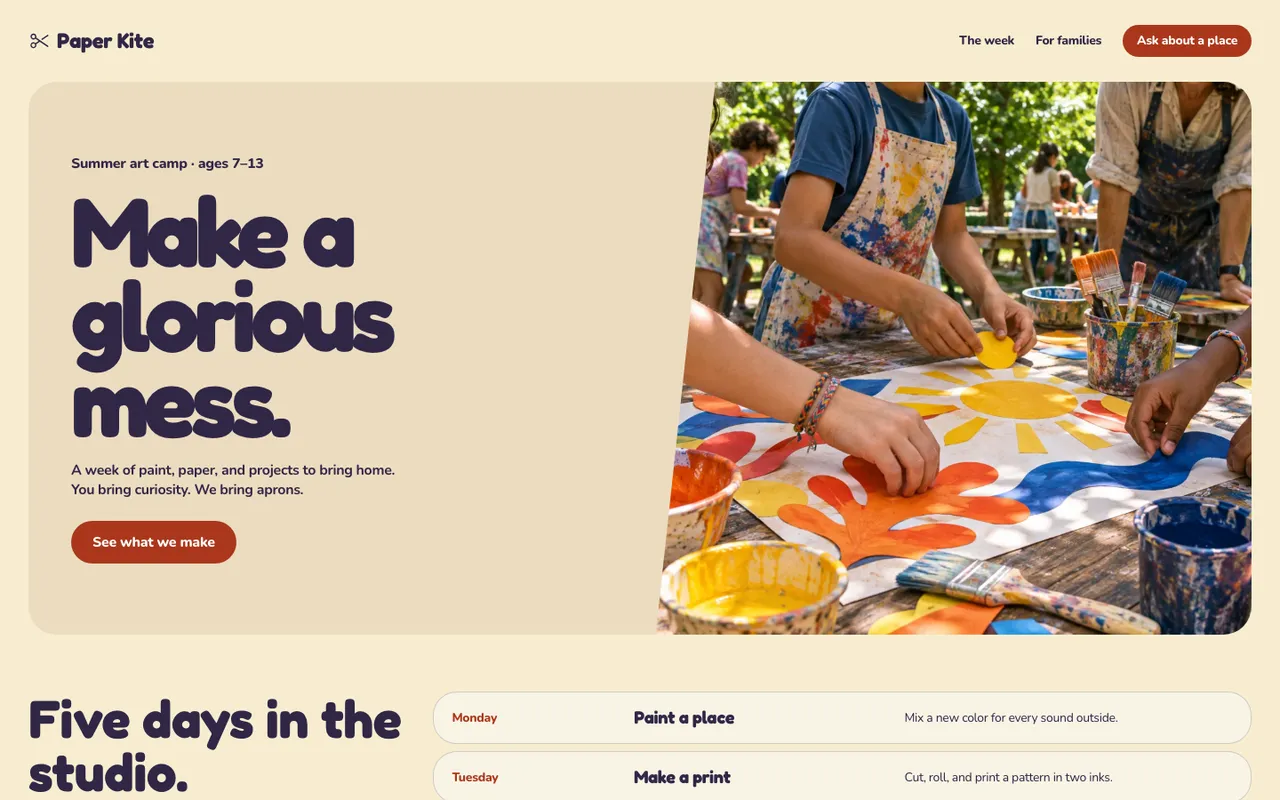 Paper Kite
The week
For families
Ask about a place
Summer art camp · ages 7–13
Make a
glorious
mess.
A week of paint, paper, and projects to bring home.
You bring curiosity. We bring aprons.
See what we make
Five days in the
studio.
Monday
Paint a place
Mix a new color for every sound outside.
Tuesday
Make a print
Cut, roll, and print a pattern in two inks.